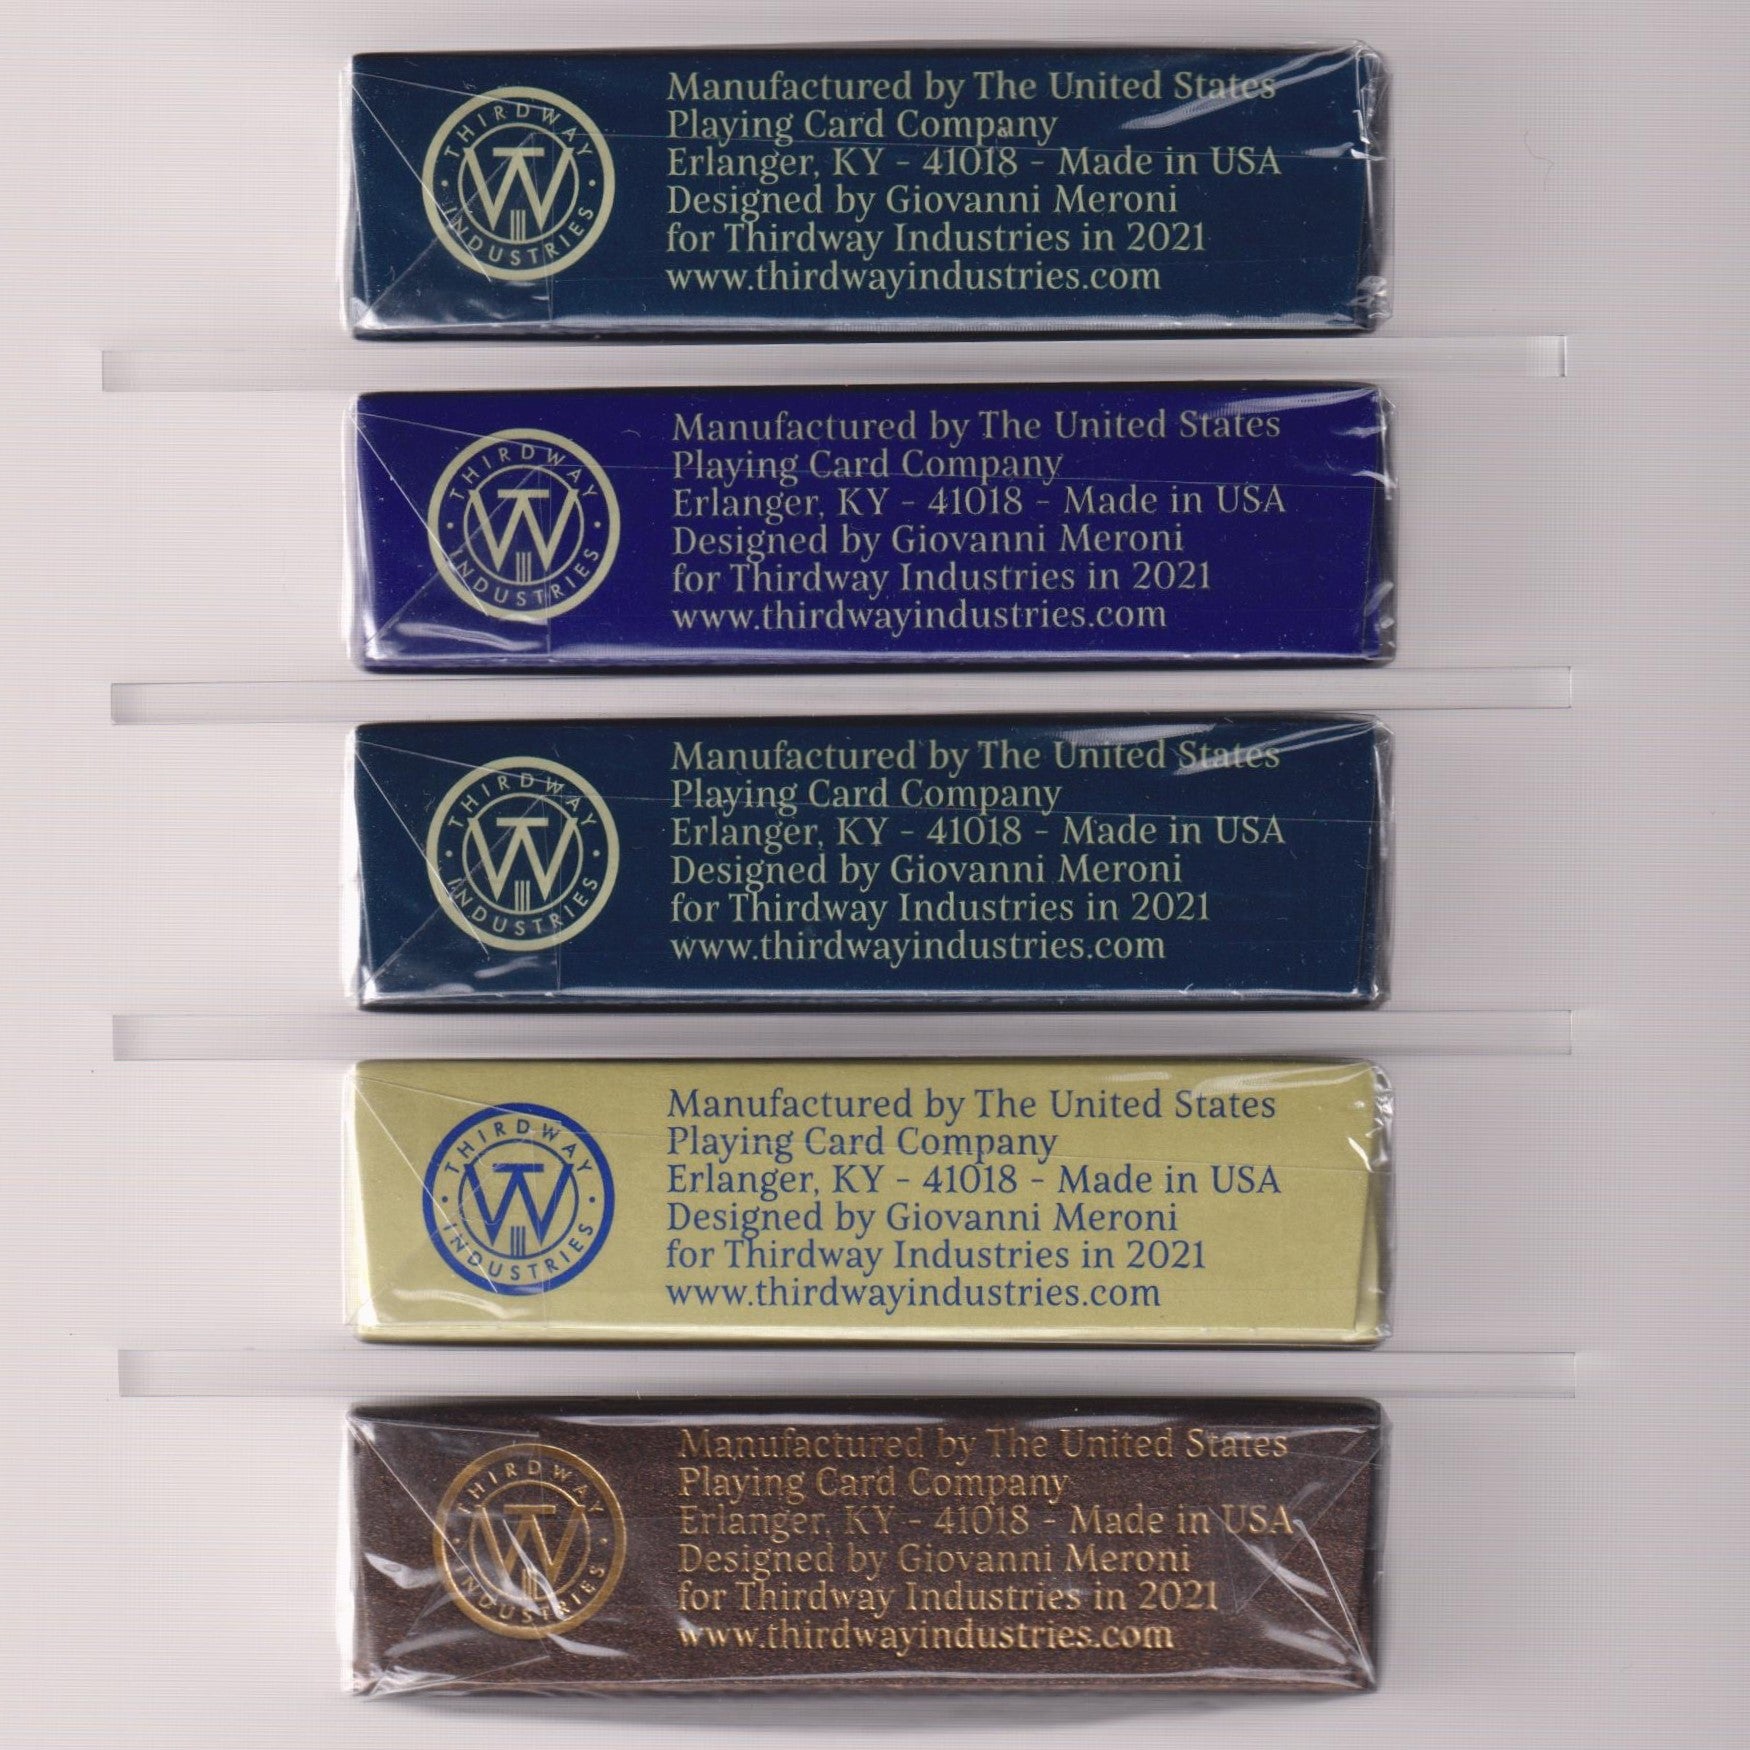 THIRDWAY INDUSTRIES
TW
Manufactured by The United States
Playing Card Company
Erlanger, KY - 41018 - Made in USA
Designed by Giovanni Meroni
for Thirdway Industries in 2021
www.thirdwayindustries.com
THIRDWAY INDUSTRIES
TW
Manufactured by The United States
Playing Card Company
Erlanger, KY - 41018 - Made in USA
Designed by Giovanni Meroni
for Thirdway Industries in 2021
www.thirdwayindustries.com
THIRDWAY INDUSTRIES
TW
Manufactured by The United States
Playing Card Company
Erlanger, KY - 41018 - Made in USA
Designed by Giovanni Meroni
for Thirdway Industries in 2021
www.thirdwayindustries.com
THIRDWAY INDUSTRIES
TW
Manufactured by The United States
Playing Card Company
Erlanger, KY - 41018 - Made in USA
Designed by Giovanni Meroni
for Thirdway Industries in 2021
www.thirdwayindustries.com
THIRDWAY INDUSTRIES
TW
Manufactured by The United States
Playing Card Company
Erlanger, KY - 41018 - Made in USA
Designed by Giovanni Meroni
for Thirdway Industries in 2021
www.thirdwayindustries.com